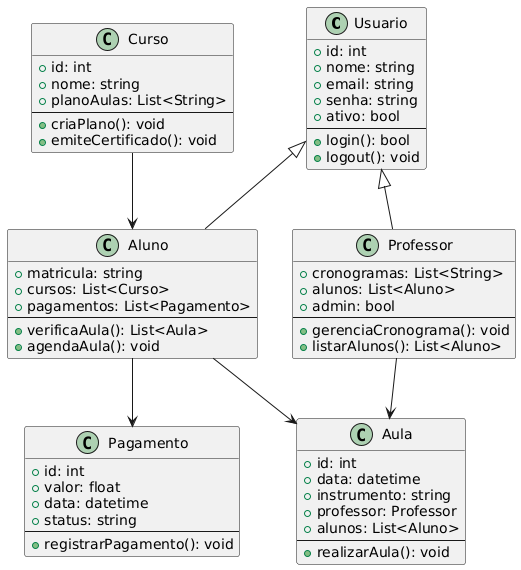 C Curso
id: int
nome: string
planoAulas: List<String>
criaPlano(): void
emiteCertificado(): void
C Usuario
id: int
nome: string
email: string
senha: string
ativo: bool
login(): bool
logout(): void
C Aluno
matricula: string
cursos: List<Curso>
pagamentos: List<Pagamento>
verificaAula(): List<Aula>
agendaAula(): void
C Professor
cronogramas: List<String>
alunos: List<Aluno>
admin: bool
gerenciaCronograma(): void
listarAlunos(): List<Aluno>
C Pagamento
id: int
valor: float
data: datetime
status: string
registrarPagamento(): void
C Aula
id: int
data: datetime
instrumento: string
professor: Professor
alunos: List<Aluno>
realizarAula(): void